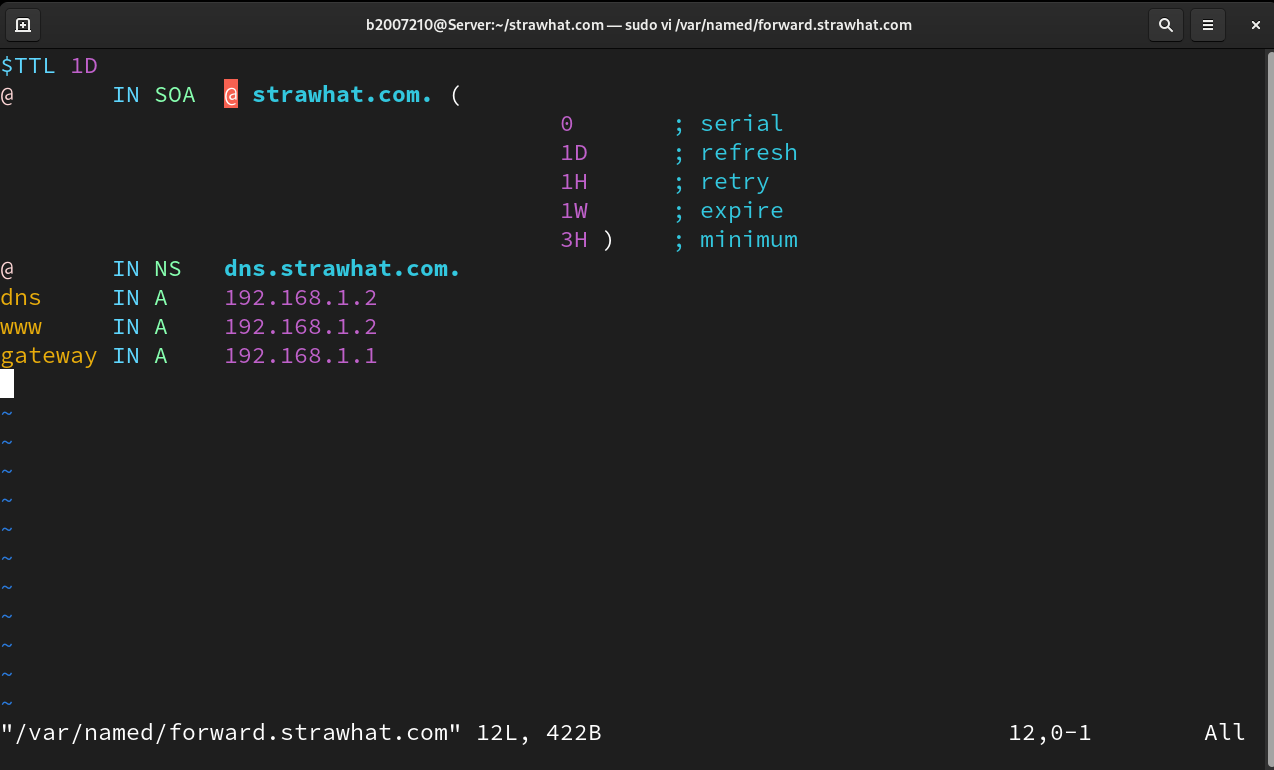 b2007210@Server:~/strawhat.com — sudo vi /var/named/forward.strawhat.com
$TTL 1D
@       IN SOA  @ strawhat.com. (
                                        0       ; serial
                                        1D      ; refresh
                                        1H      ; retry
                                        1W      ; expire
                                        3H )    ; minimum
@       IN NS   dns.strawhat.com.
dns     IN A    192.168.1.2
www     IN A    192.168.1.2
gateway IN A    192.168.1.1
~
~
~
~
~
~
~
~
~
~
~
"/var/named/forward.strawhat.com" 12L, 422B                             12,0-1        All